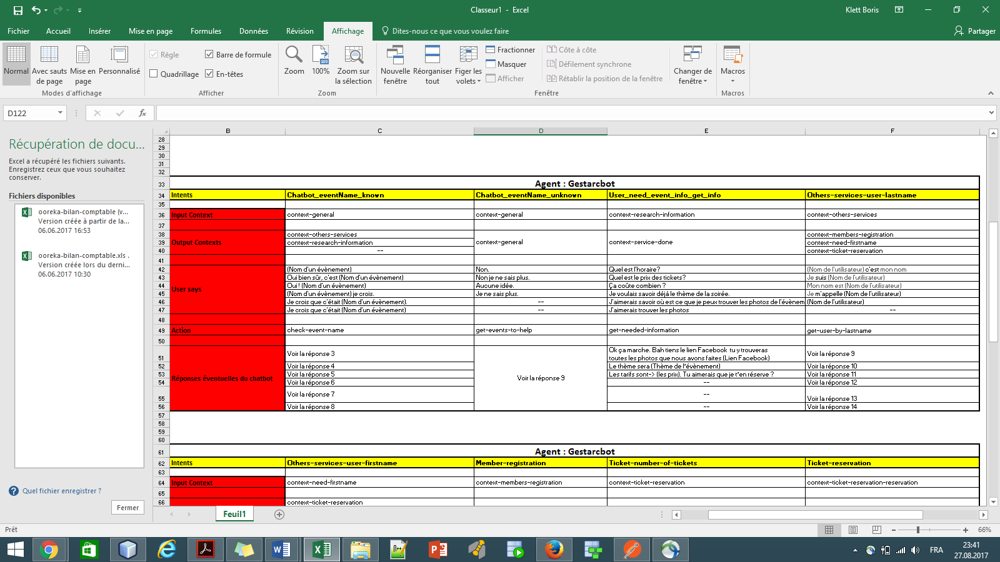 Classeur1 - Excel
Klett Boris
Fichier
Accueil
Insérer
Mise en page
Formules
Données
Révision
Affichage
Dites-nous ce que vous voulez faire
Partager
Normal
Avec sauts de page
Mise en page
Personnalisé
Modes d'affichage
Règle
Barre de formule
Quadrillage
En-têtes
Afficher
Zoom
100%
Zoom sur la sélection
Zoom
Nouvelle fenêtre
Réorganiser tout
Figer les volets
Fractionner
Masquer
Afficher
Côte à côte
Défilement synchrone
Rétablir la position de la fenêtre
Fenêtre
Changer de fenêtre
Macros
Macros
D122
fx
Récupération de docu...
Excel a récupéré les fichiers suivants.
Enregistrez ceux que vous souhaitez
conserver.
Fichiers disponibles
ooreka-bilan-comptable (v...
Version créée à partir de la...
06.06.2017 16:53
ooreka-bilan-comptable.xls .
Version créée lors du derni...
06.06.2017 10:30
Quel fichier enregistrer ?
Fermer
B C D E F
28
29
30
31
32
33 Agent : Gestarcbot
34 Intents Chatbot_eventName_known Chatbot_eventName_unknown User_need_event_info_get_info Others-services-user-lastname
35
36 Input Context context-general context-general context-research-information context-others-services
37
38 context-others-services context-members-registration
39 Output Contexts context-research-information context-general context-service-done context-need-firstname
40 -- context-ticket-reservation
41
42 (Nom d'un évènement) Non. Quel est l'horaire? (Nom de l'utilisateur) c'est mon nom
43 Oui bien sûr, c'est (Nom d'un évènement) Non je ne sais plus. Quel est le prix des tickets? Je suis (Nom de l'utilisateur)
44 Oui ! (Nom d'un évènement) Aucune idée. Ça coûte combien ? Mon nom est (Nom de l'utilisateur)
45 User says (Nom d'un évènement) je crois. Je ne sais plus. Je voulais savoir déjà le thème de la soirée. Je m'appelle (Nom de l'utilisateur)
46 Je crois que c'était (Nom d'un évènement). -- J'aimerais savoir où est ce que je peux trouver les photos de l'évènem (Nom de l'utilisateur)
47 Je crois que c'était (Nom d'un évènement) -- J'aimerais trouver les photos --
48
49 Action check-event-name get-events-to-help get-needed-information get-user-by-lastname
50
51 Voir la réponse 3 Ok ça marche. Bah tiens le lien Facebook tu y trouveras toutes les photos que nous avons faites (Lien Facebook) Voir la réponse 9
52 Voir la réponse 4 Le thème sera (Thème de l'évènement) Voir la réponse 10
53 Réponses éventuelles du chatbot Voir la réponse 5 Voir la réponse 9 Les tarifs sont-> (les prix). Tu aimerais que je t'en réserve ? Voir la réponse 11
54 Voir la réponse 6 -- Voir la réponse 12
55 Voir la réponse 7 -- Voir la réponse 13
56 Voir la réponse 8 -- Voir la réponse 14
57
58
59
60
61 Agent : Gestarcbot
62 Intents Others-services-user-firstname Member-registration Ticket-number-of-tickets Ticket-reservation
63
64 Input Context context-need-firstname context-members-registration context-ticket-reservation context-ticket-reservation-reservation
65
66 context-ticket-reservation
Feuil1
Prêt
66%
FRA
23:41
27.08.2017